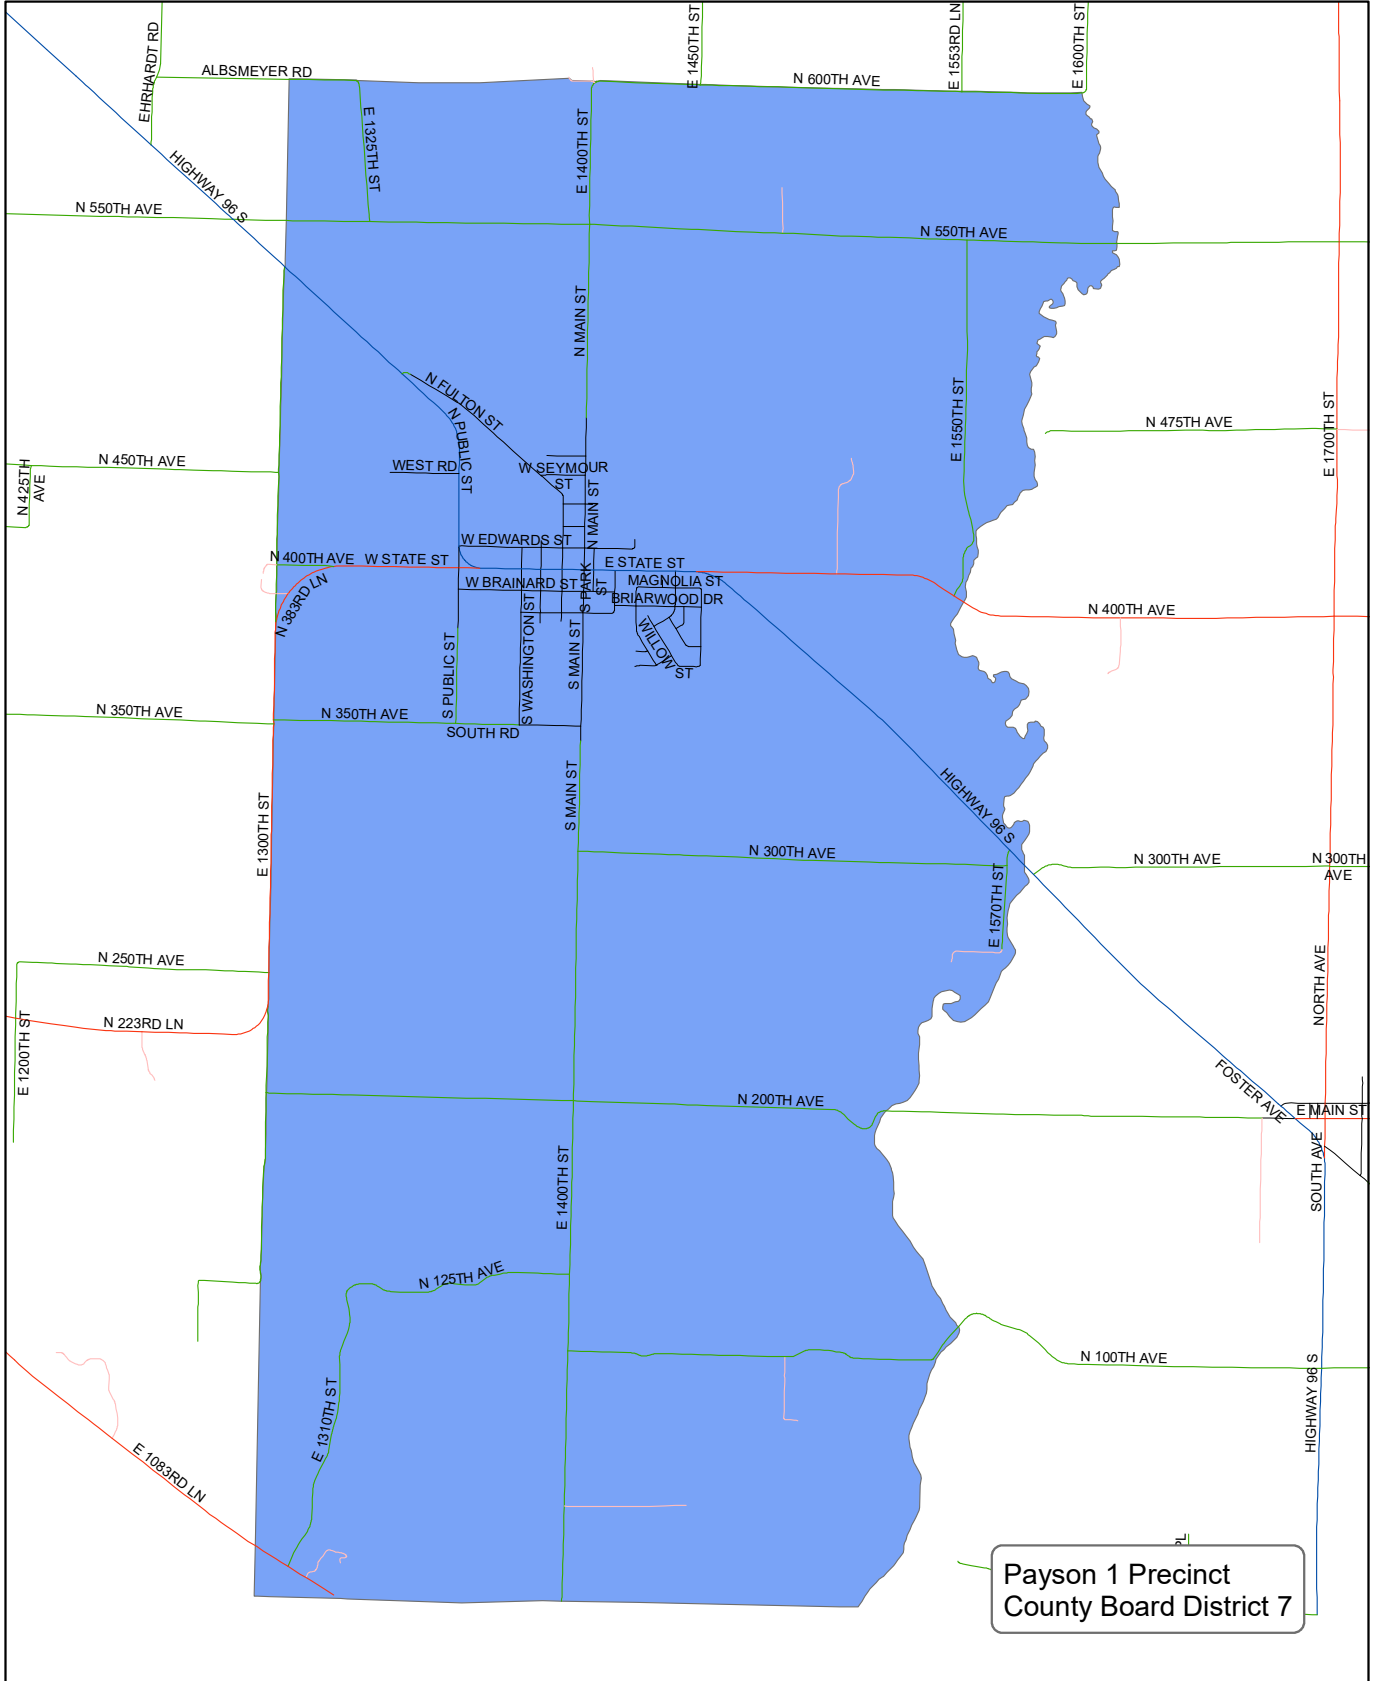 EHRHARDT RD
ALBSMEYER RD
E 1450TH ST
N 600TH AVE
E 1553RD LN
E 1600TH ST
E 1325TH ST
E 1400TH ST
HIGHWAY 96 S
N 550TH AVE
N 550TH AVE
N MAIN ST
N FULTON ST
N PUBLIC ST
E 1550TH ST
N 475TH AVE
E 1700TH ST
N 450TH AVE
N 425TH
AVE
WEST RD
W SEYMOUR
ST
N MAIN ST
W EDWARDS ST
N 400TH AVE
W STATE ST
E STATE ST
N 383RD LN
W BRAINARD ST
S PARK
ST
MAGNOLIA ST
BRIARWOOD DR
N 400TH AVE
S PUBLIC ST
S WASHINGTON ST
S MAIN ST
WILLOW
ST
N 350TH AVE
N 350TH AVE
SOUTH RD
S MAIN ST
HIGHWAY 96 S
E 1300TH ST
N 300TH AVE
N 300TH AVE
N 300TH
AVE
E 1570TH ST
N 250TH AVE
NORTH AVE
N 223RD LN
E 1200TH ST
N 200TH AVE
FOSTER AVE
E MAIN ST
SOUTH AVE
E 1400TH ST
N 125TH AVE
N 100TH AVE
E 1310TH ST
HIGHWAY 96 S
E 1083RD LN
PL
Payson 1 Precinct
County Board District 7